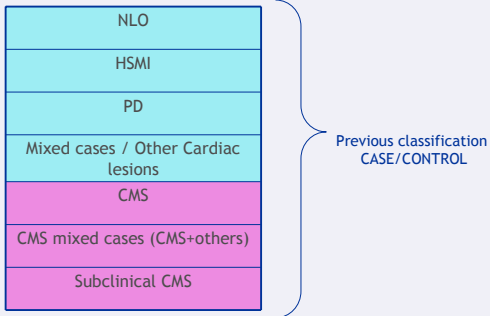 NLO
HSMI
PD
Mixed cases / Other Cardiac
lesions
CMS
CMS mixed cases (CMS+others)
Subclinical CMS
Previous classification
CASE/CONTROL